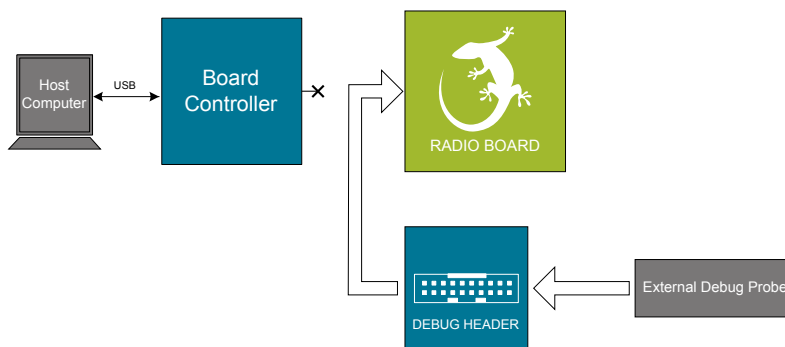 Host
Computer
USB
Board
Controller
RADIO BOARD
DEBUG HEADER
External Debug Probe